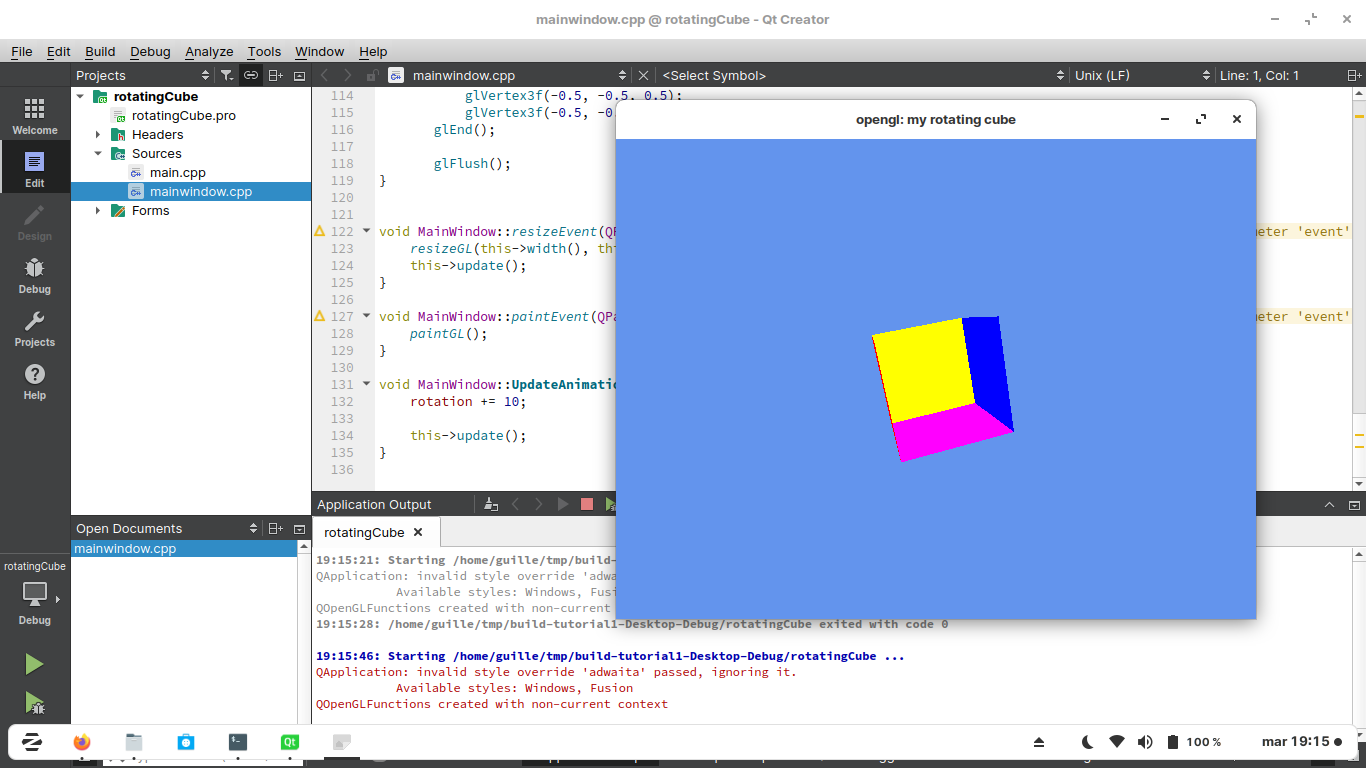 mainwindow.cpp @ rotatingCube - Qt Creator
File Edit Build Debug Analyze Tools Window Help
Projects
mainwindow.cpp <Select Symbol> Unix (LF) Line: 1, Col: 1
Welcome
Edit
Design
Debug
Projects
Help
rotatingCube
Debug
rotatingCube
rotatingCube.pro
Headers
Sources
main.cpp
mainwindow.cpp
Forms
Open Documents
mainwindow.cpp
114 glVertex3f(-0.5, -0.5, 0.5);
115 glVertex3f(-0.5, -0
116 glEnd();
117
118 glFlush();
119 }
120
121
122 void MainWindow::resizeEvent(Q 'event'
123 resizeGL(this->width(),
124 this->update();
125 }
126
127 void MainWindow::paintEvent(QPa 'event'
128 paintGL();
129 }
130
131 void MainWindow::UpdateAnimati
132 rotation += 10;
133
134 this->update();
135 }
136
opengl: my rotating cube
Application Output
rotatingCube
19:15:21: Starting /home/guille/tmp/build-tutorial1-Desktop-Debug/
QApplication: invalid style override 'adwa
Available styles: Windows,
QOpenGLFunctions created with non-current
19:15:28: /home/guille/tmp/build-tutorial1-Desktop-Debug/rotatingCube exited with code 0
19:15:46: Starting /home/guille/tmp/build-tutorial1-Desktop-Debug/rotatingCube ...
QApplication: invalid style override 'adwaita' passed, ignoring it.
Available styles: Windows, Fusion
QOpenGLFunctions created with non-current context
Qt
100 % mar 19:15